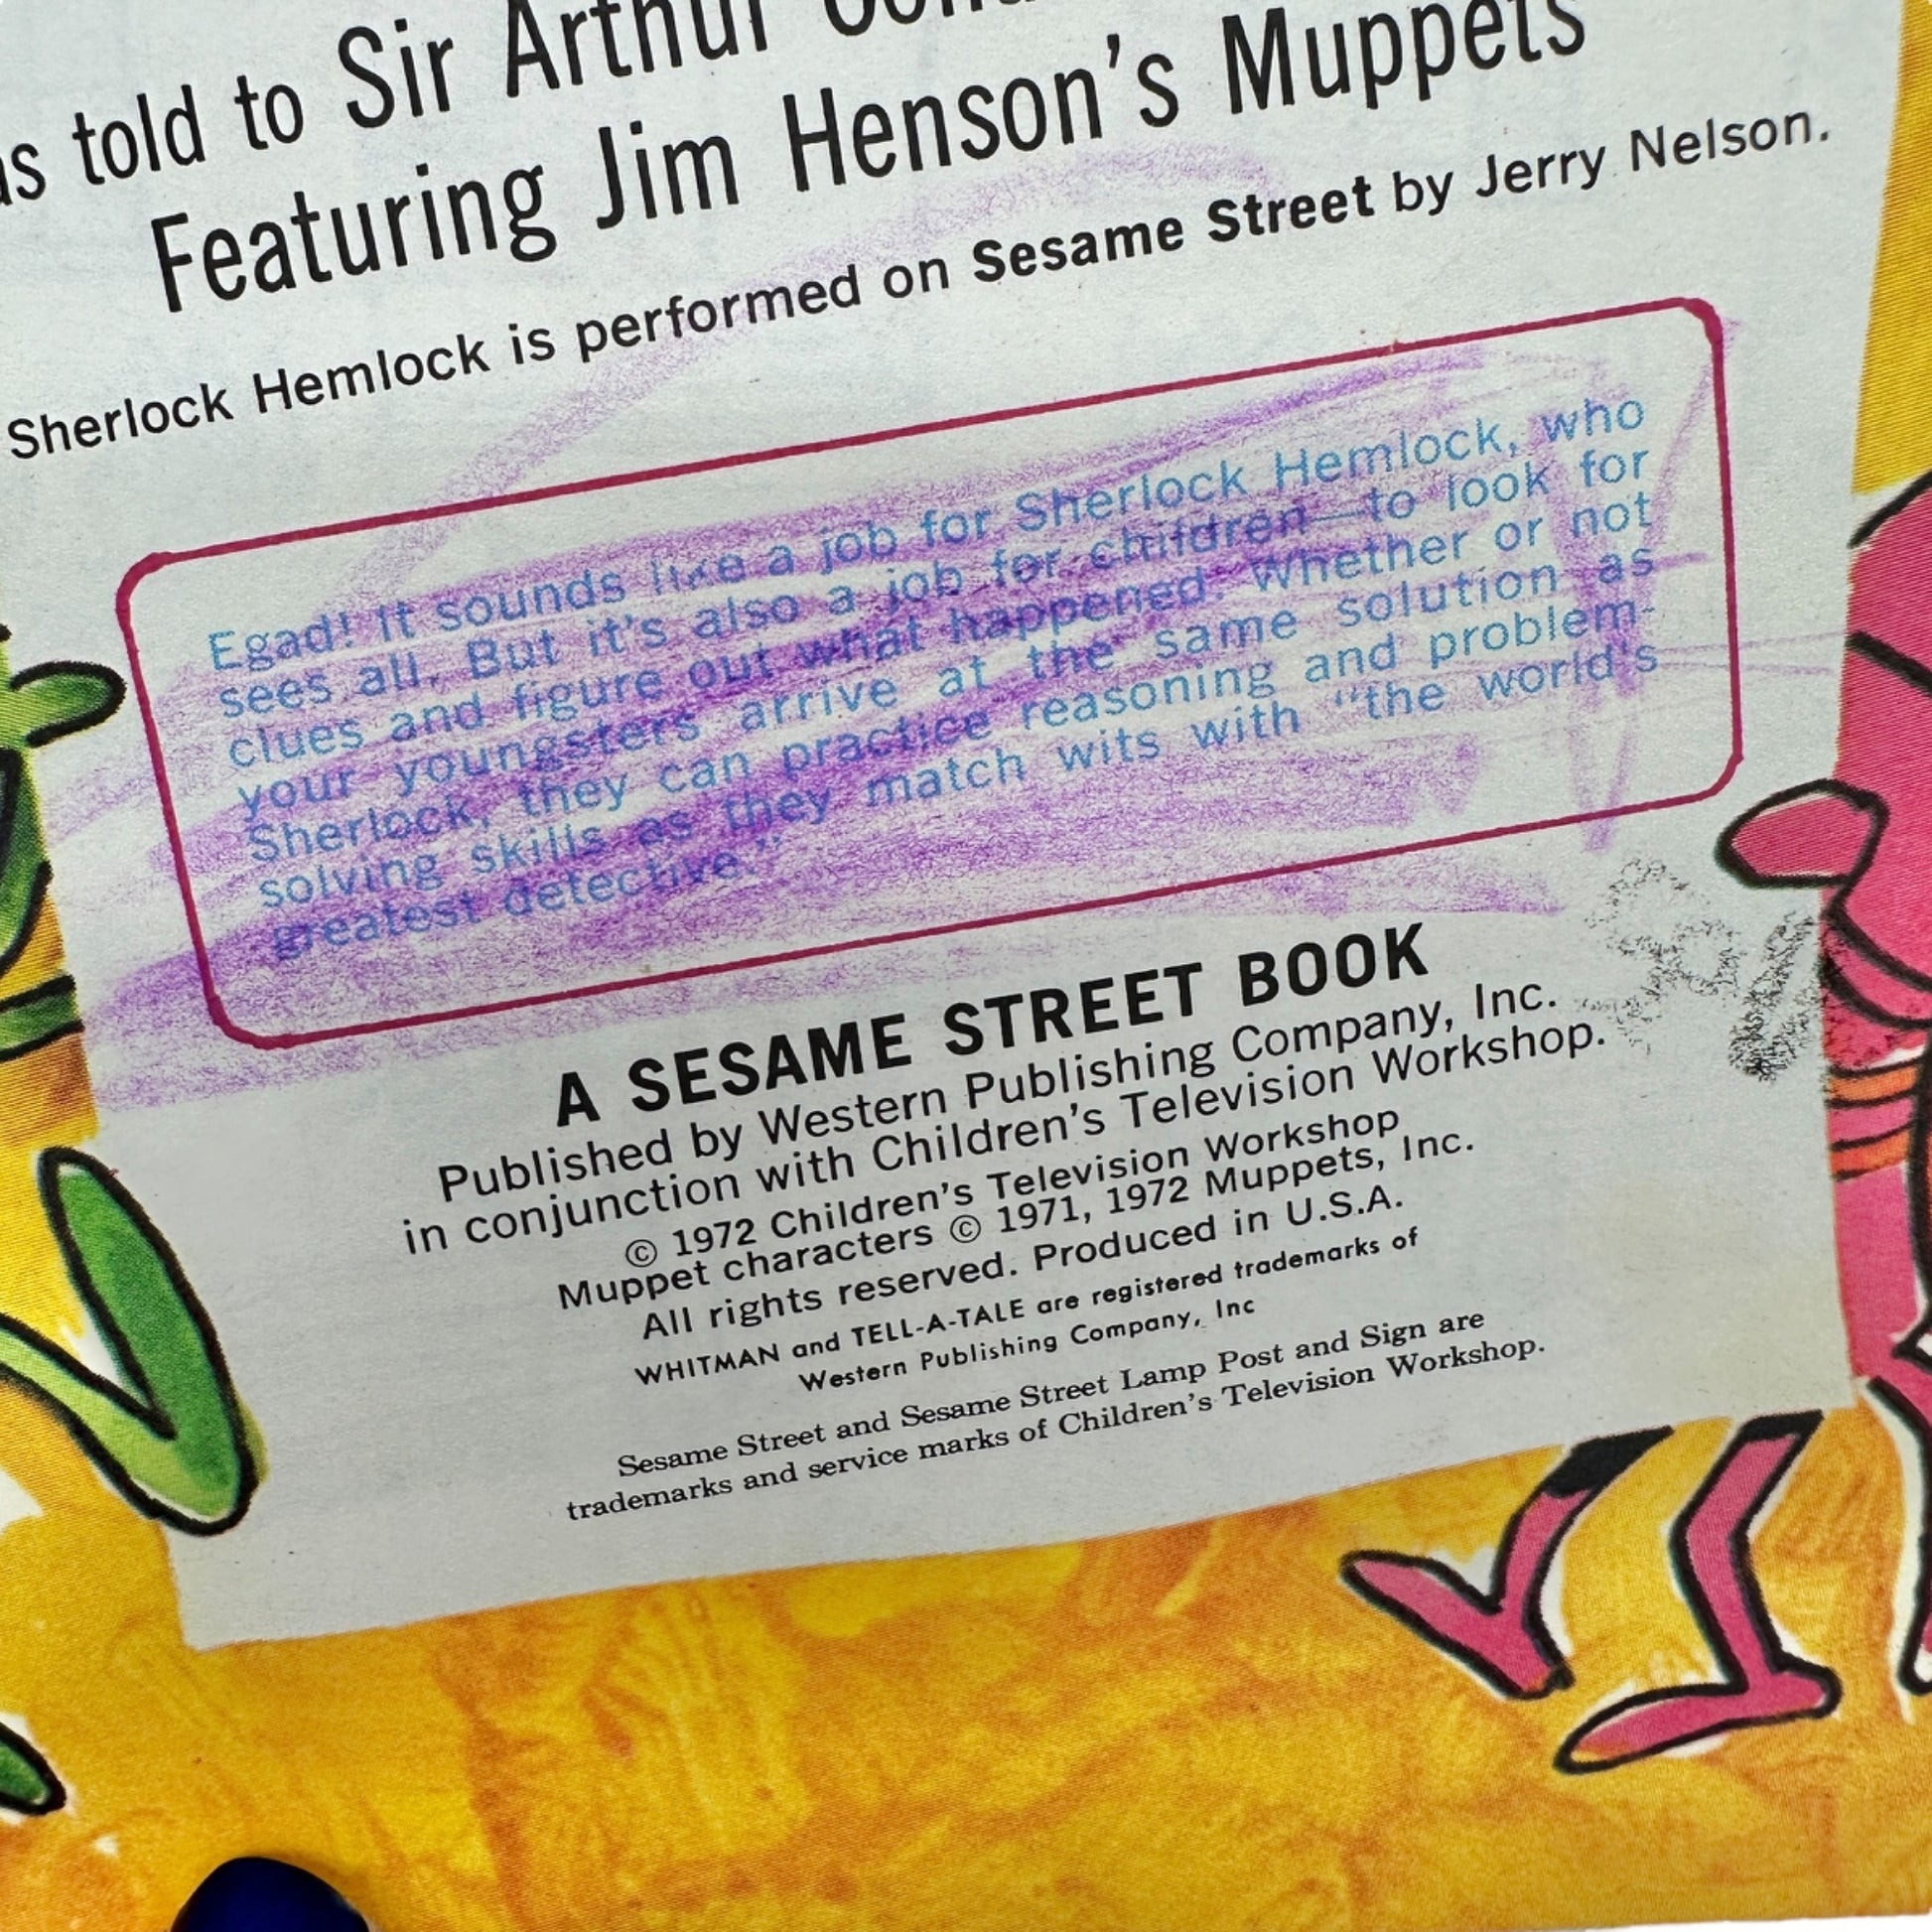 as told to Sir Arthur
Featuring Jim Henson's Muppets
Sherlock Hemlock is performed on Sesame Street by Jerry Nelson.
Egad! It sounds like a job for Sherlock Hemlock, who
sees all. But it's also a job for children—to look for
clues and figure out what happened. Whether or not
your youngsters arrive at the same solution as
Sherlock, they can practice reasoning and problem-
solving skills as they match wits with "the world's
greatest detective."
A SESAME STREET BOOK
Published by Western Publishing Company, Inc.
in conjunction with Children's Television Workshop.
© 1972 Children's Television Workshop
Muppet characters © 1971, 1972 Muppets, Inc.
All rights reserved. Produced in U.S.A.
WHITMAN and TELL-A-TALE are registered trademarks of
Western Publishing Company, Inc
Sesame Street and Sesame Street Lamp Post and Sign are
trademarks and service marks of Children's Television Workshop.